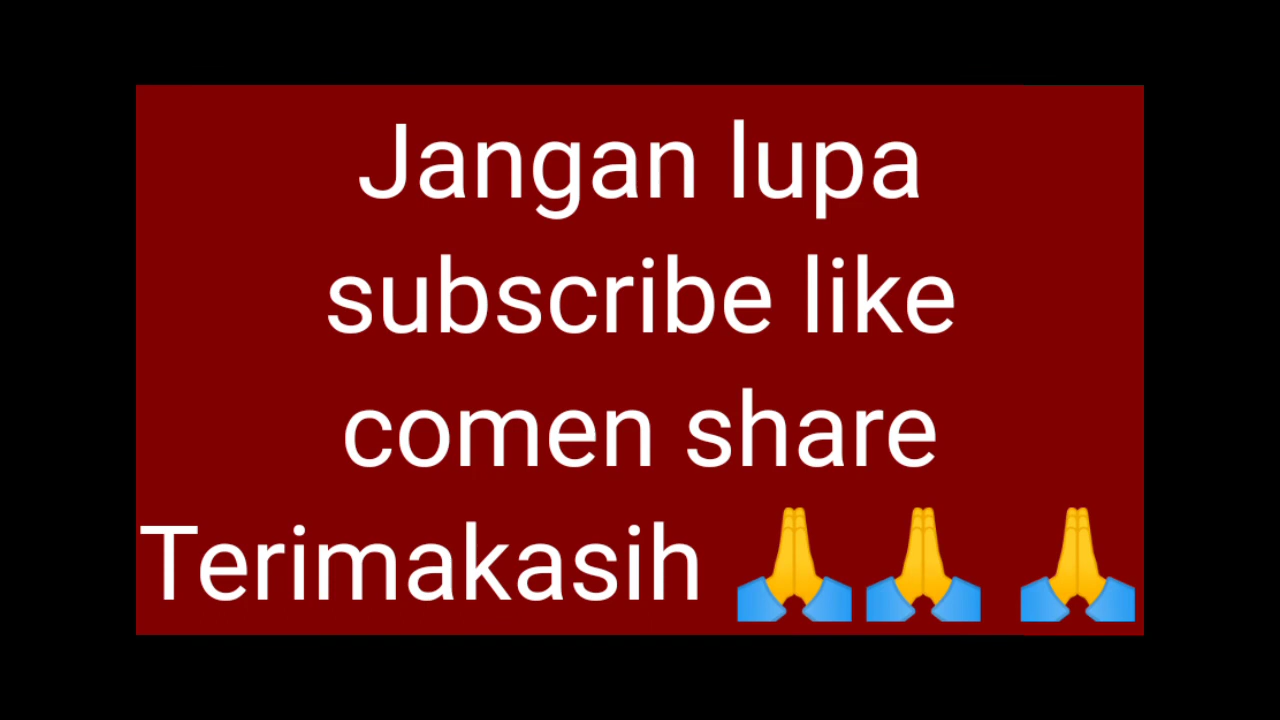 Jangan lupa
subscribe like
comen share
Terimakasih 🙏🙏 🙏